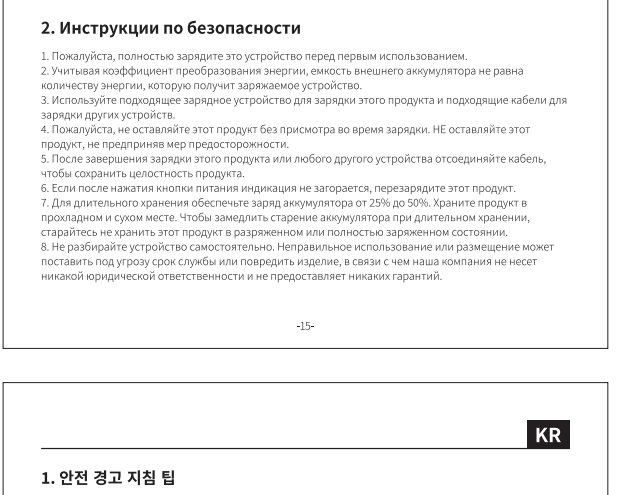 2. Инструкции по безопасности
1. Пожалуйста, полностью зарядите это устройство перед первым использованием.
2. Учитывая коэффициент преобразования энергии, емкость внешнего аккумулятора не равна
количеству энергии, которую получит заряжаемое устройство.
3. Используйте подходящее зарядное устройство для зарядки этого продукта и подходящие кабели для
зарядки других устройств.
4. Пожалуйста, не оставляйте этот продукт без присмотра во время зарядки. НЕ оставляйте этот
продукт, не предприняв мер предосторожности.
5. После завершения зарядки этого продукта или любого другого устройства отсоединяйте кабель,
чтобы сохранить целостность продукта.
6. Если после нажатия кнопки питания индикация не загорается, перезарядите этот продукт.
7. Для длительного хранения обеспечьте заряд аккумулятора от 25% до 50%. Храните продукт в
прохладном и сухом месте. Чтобы замедлить старение аккумулятора при длительном хранении,
старайтесь не хранить этот продукт в разряженном или полностью заряженном состоянии.
8. Не разбирайте устройство самостоятельно. Неправильное использование или размещение может
поставить под угрозу срок службы или повредить изделие, в связи с чем наша компания не несет
никакой юридической ответственности и не предоставляет никаких гарантий.
-15-
KR
1. 안전 경고 지침 팁